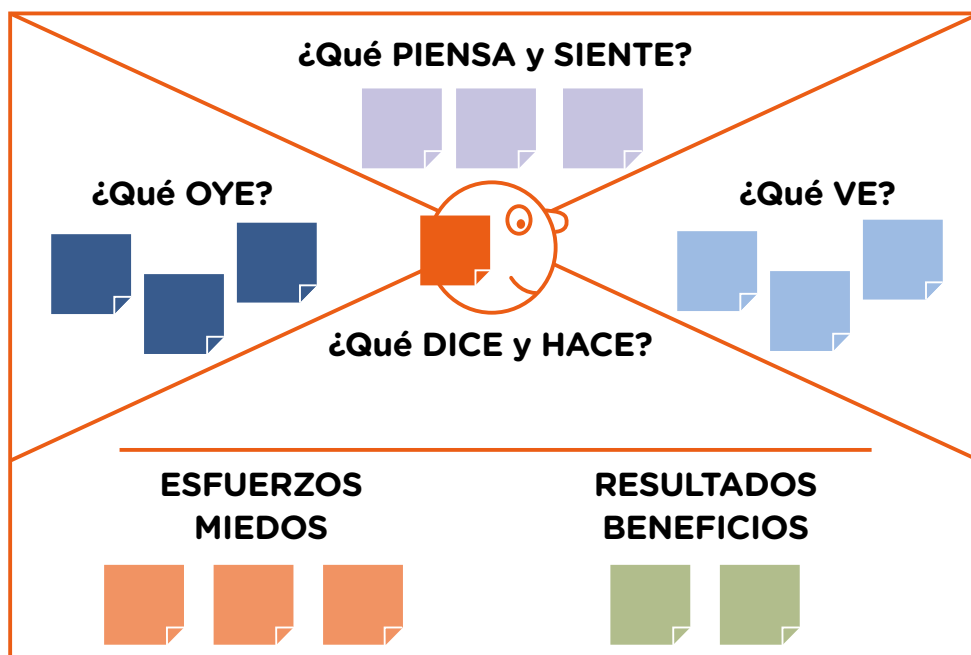 ¿Qué PIENSA y SIENTE?
¿Qué OYE?
¿Qué VE?
¿Qué DICE y HACE?
ESFUERZOS
MIEDOS
RESULTADOS
BENEFICIOS